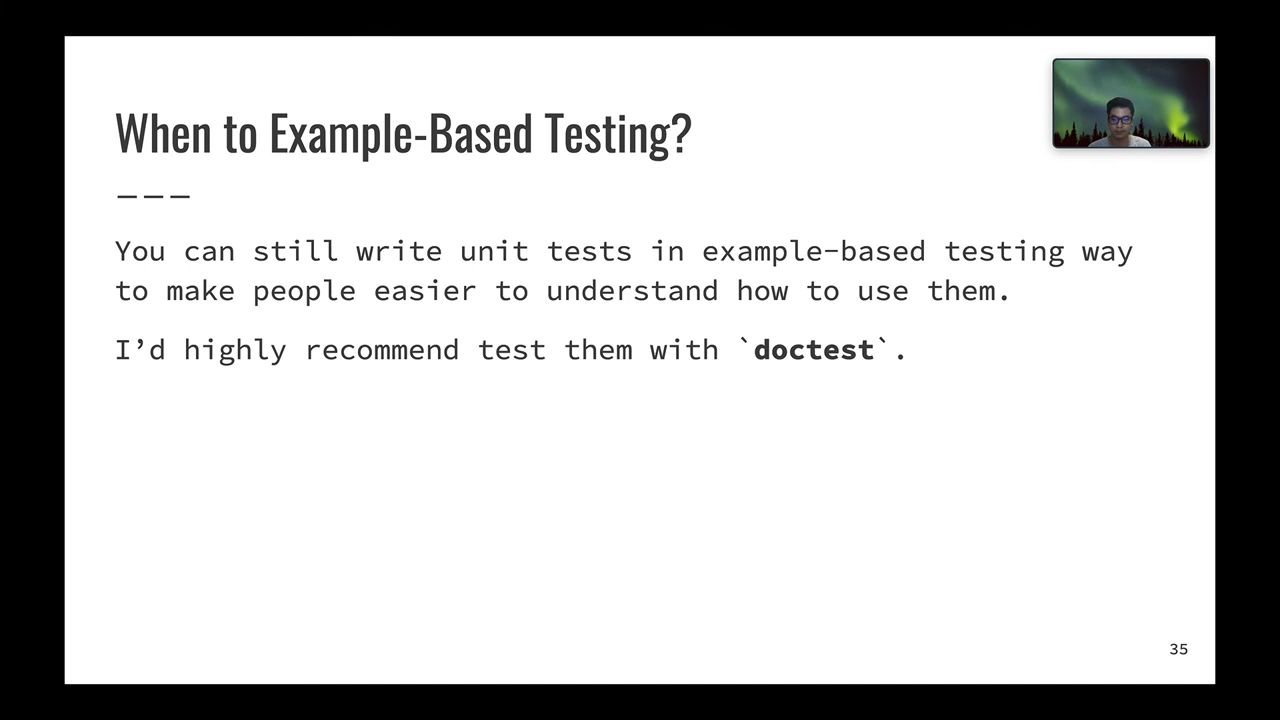 When to Example-Based Testing?
———
You can still write unit tests in example-based testing way
to make people easier to understand how to use them.
I’d highly recommend test them with `doctest`.
35